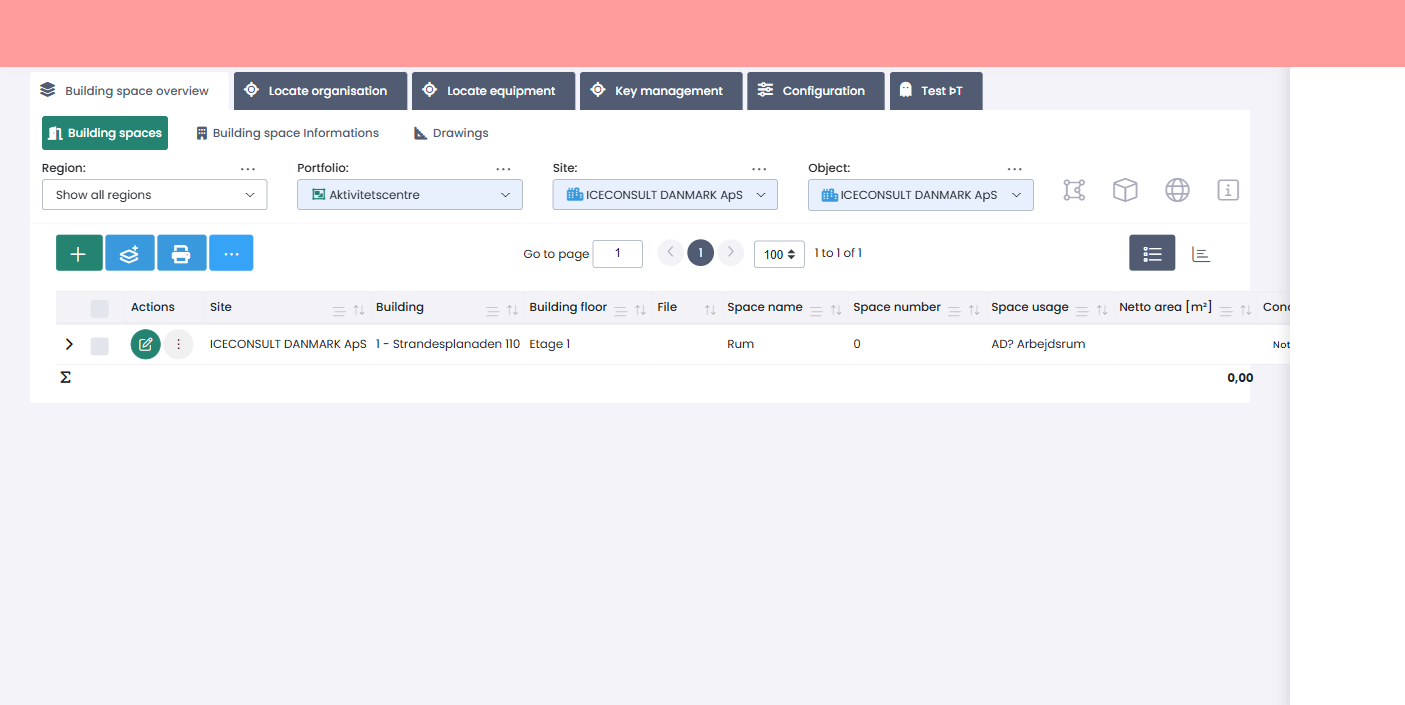 Building space overview Locate organisation Locate equipment Key management Configuration Test ÞT
Building spaces Building space Informations Drawings
Region: ... Portfolio: ... Site: ... Object: ...
Show all regions Aktivitetscentre ICECONSULT DANMARK ApS ICECONSULT DANMARK ApS
Go to page 1 1 100 1 to 1 of 1
Actions Site Building Building floor File Space name Space number Space usage Netto area [m²] Conc
ICECONSULT DANMARK ApS 1 - Strandesplanaden 110 Etage 1 Rum 0 AD? Arbejdsrum Not
Σ 0,00